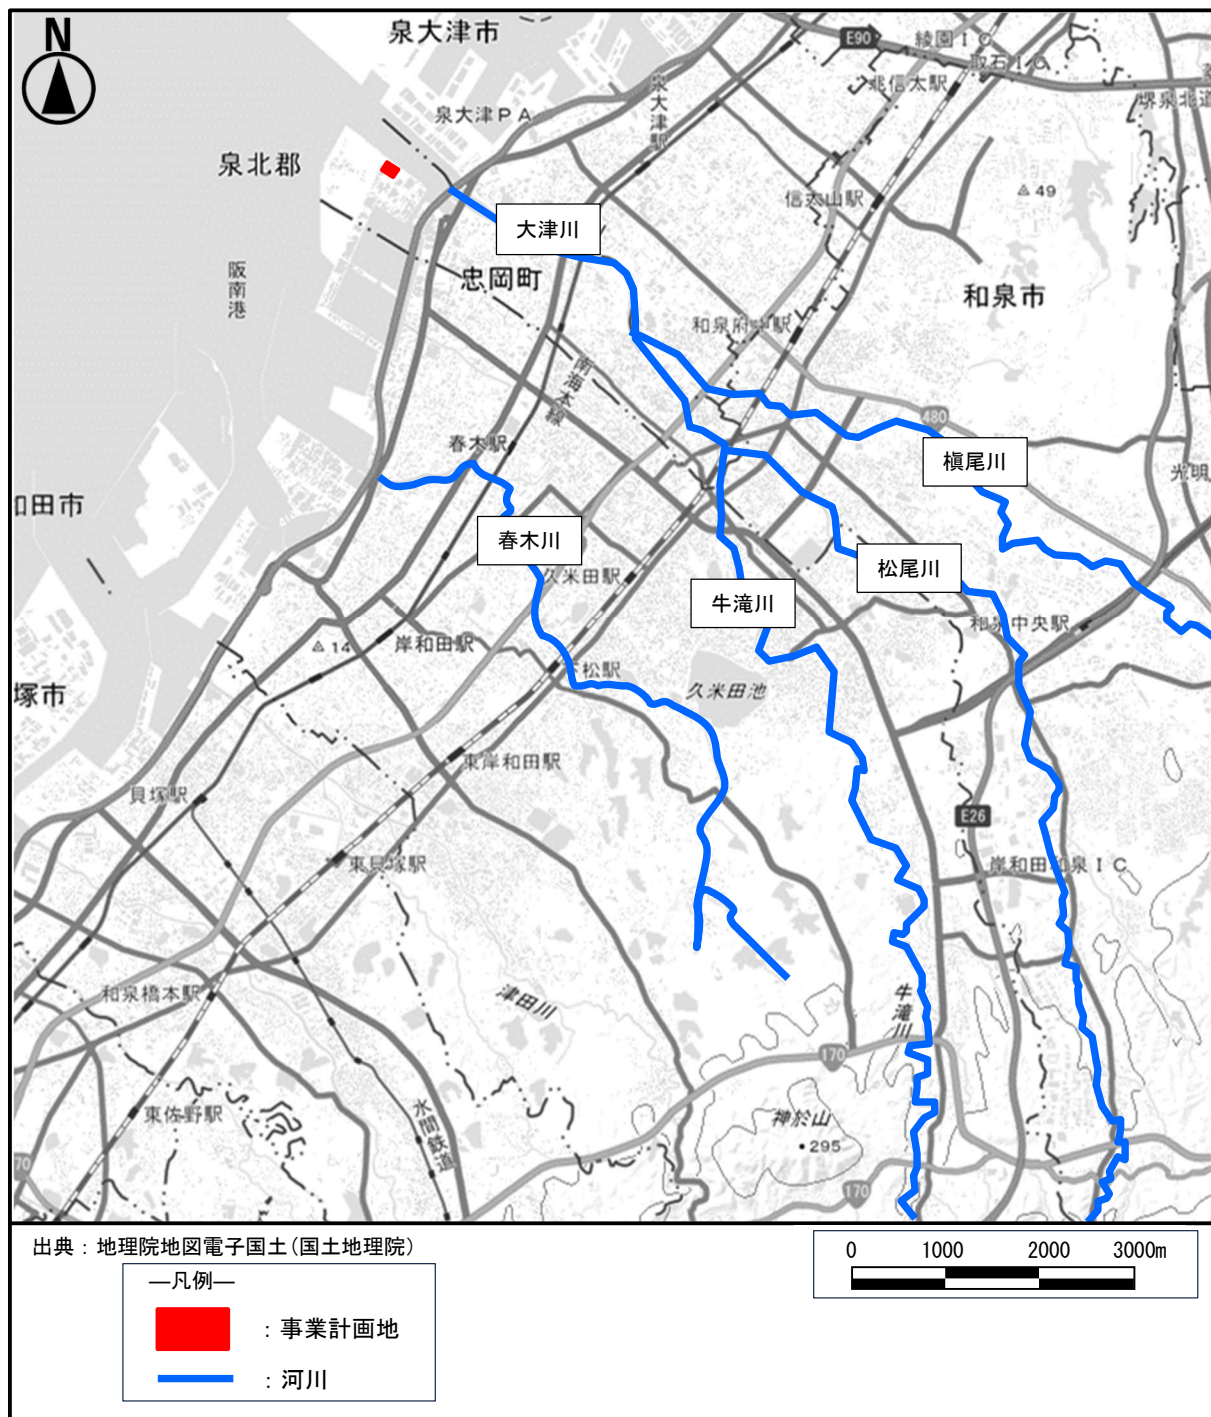 N
泉大津市
E90
綾園IC
取石IC
北信太駅
泉大津駅
堺泉北道
泉大津PA
泉北郡
49
信太山駅
大津川
阪南港
忠岡町
和泉市
和泉府中駅
南海本線
480
春木駅
槇尾川
光明
和田市
春木川
久米田駅
松尾川
牛滝川
和泉中央駅
岸和田駅
14
下松駅
久米田池
塚市
東岸和田駅
貝塚駅
E26
東貝塚駅
岸和田和泉IC
和泉橋本駅
津田川
牛滝川
170
東佐野駅
水間鉄道
神於山
295
170
170
出典：地理院地図電子国土(国土地理院)
0 1000 2000 3000m
―凡例―
：事業計画地
：河川